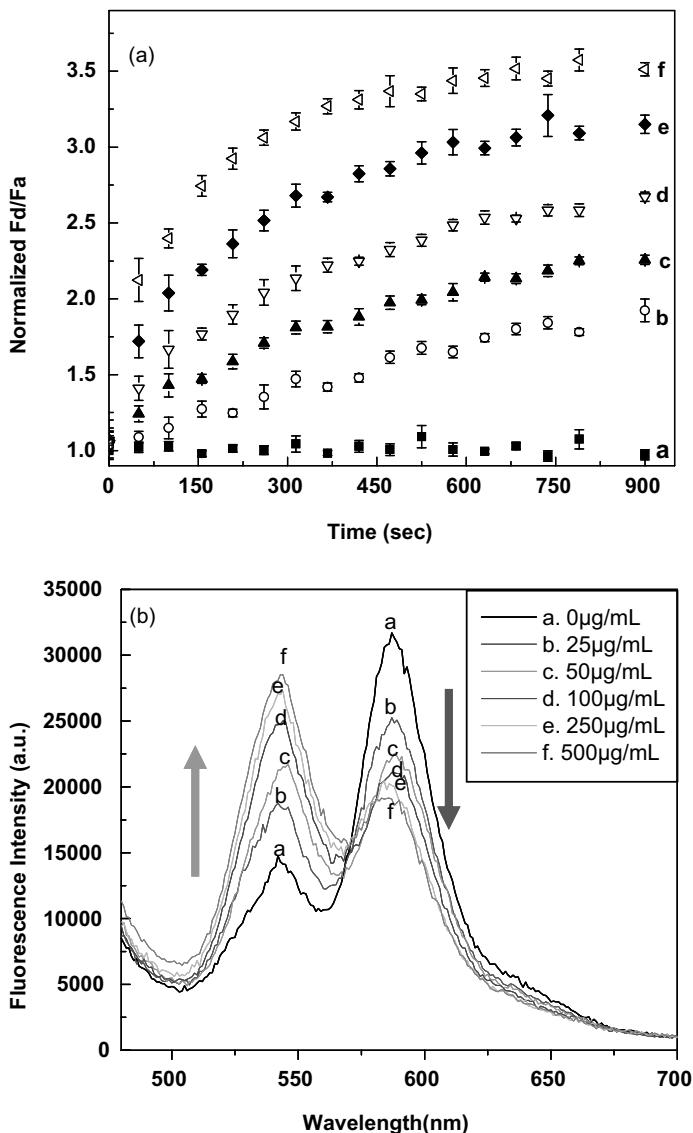 (a)
3.5
3.0
2.5
2.0
1.5
1.0
Normalized Fd/Fa
f
e
d
c
b
a
0 150 300 450 600 750 900
Time (sec)
(b)
35000
30000
25000
20000
15000
10000
5000
0
Fluorescence Intensity (a.u.)
f
e
d
c
b
a
a
b
c
d
e
f
a. 0µg/mL
b. 25µg/mL
c. 50µg/mL
d. 100µg/mL
e. 250µg/mL
f. 500µg/mL
500 550 600 650 700
Wavelength(nm)